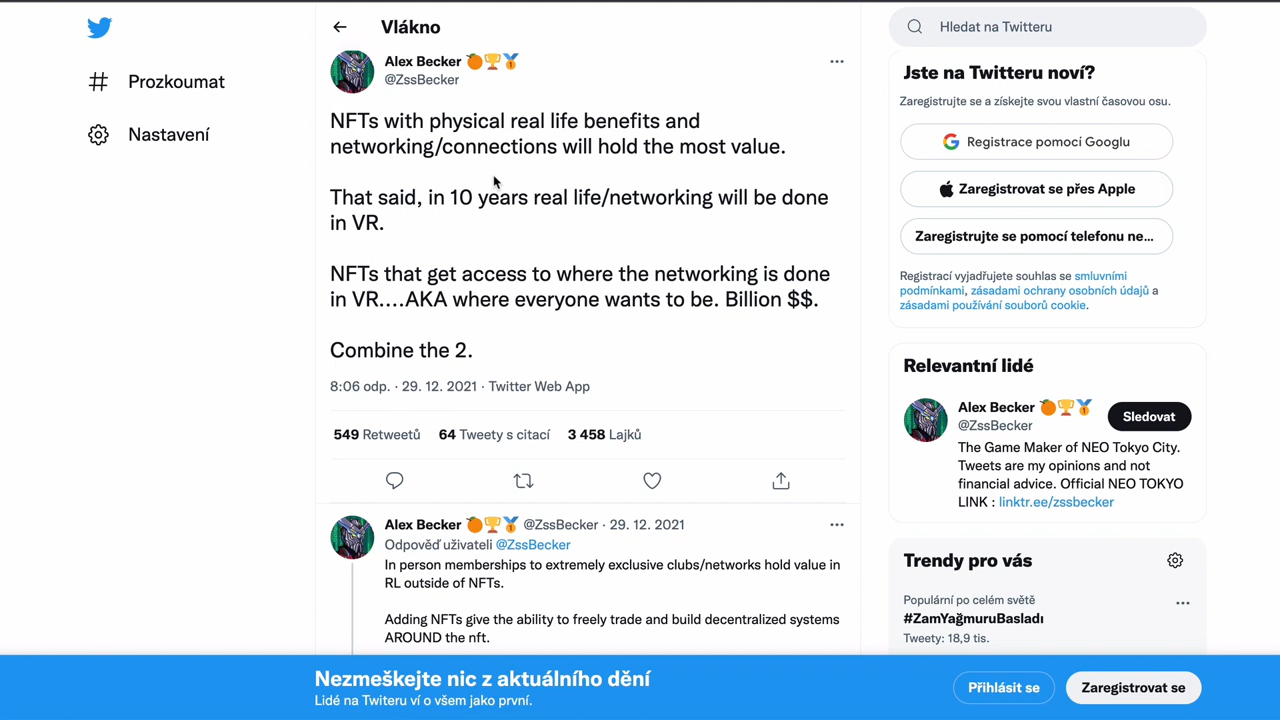 Prozkoumat
Nastavení
Vlákno
Alex Becker
@ZssBecker
NFTs with physical real life benefits and
networking/connections will hold the most value.
That said, in 10 years real life/networking will be done
in VR.
NFTs that get access to where the networking is done
in VR....AKA where everyone wants to be. Billion $$.
Combine the 2.
8:06 odp. · 29. 12. 2021 · Twitter Web App
549 Retweetů 64 Tweety s citací 3 458 Lajků
Alex Becker @ZssBecker · 29. 12. 2021
Odpověď uživateli @ZssBecker
In person memberships to extremely exclusive clubs/networks hold value in
RL outside of NFTs.
Adding NFTs give the ability to freely trade and build decentralized systems
AROUND the nft.
Hledat na Twitteru
Jste na Twitteru noví?
Zaregistrujte se a získejte svou vlastní časovou osu.
Registrace pomocí Googlu
Zaregistrovat se přes Apple
Zaregistrujte se pomocí telefonu ne...
Registrací vyjadřujete souhlas se smluvními
podmínkami, zásadami ochrany osobních údajů a
zásadami používání souborů cookie.
Relevantní lidé
Alex Becker
@ZssBecker
Sledovat
The Game Maker of NEO Tokyo City.
Tweets are my opinions and not
financial advice. Official NEO TOKYO
LINK : linktr.ee/zssbecker
Trendy pro vás
Populární po celém světě
#ZamYağmuruBasladı
Tweety: 18,9 tis.
Nezmeškejte nic z aktuálního dění
Lidé na Twiteru ví o všem jako první.
Přihlásit se
Zaregistrovat se